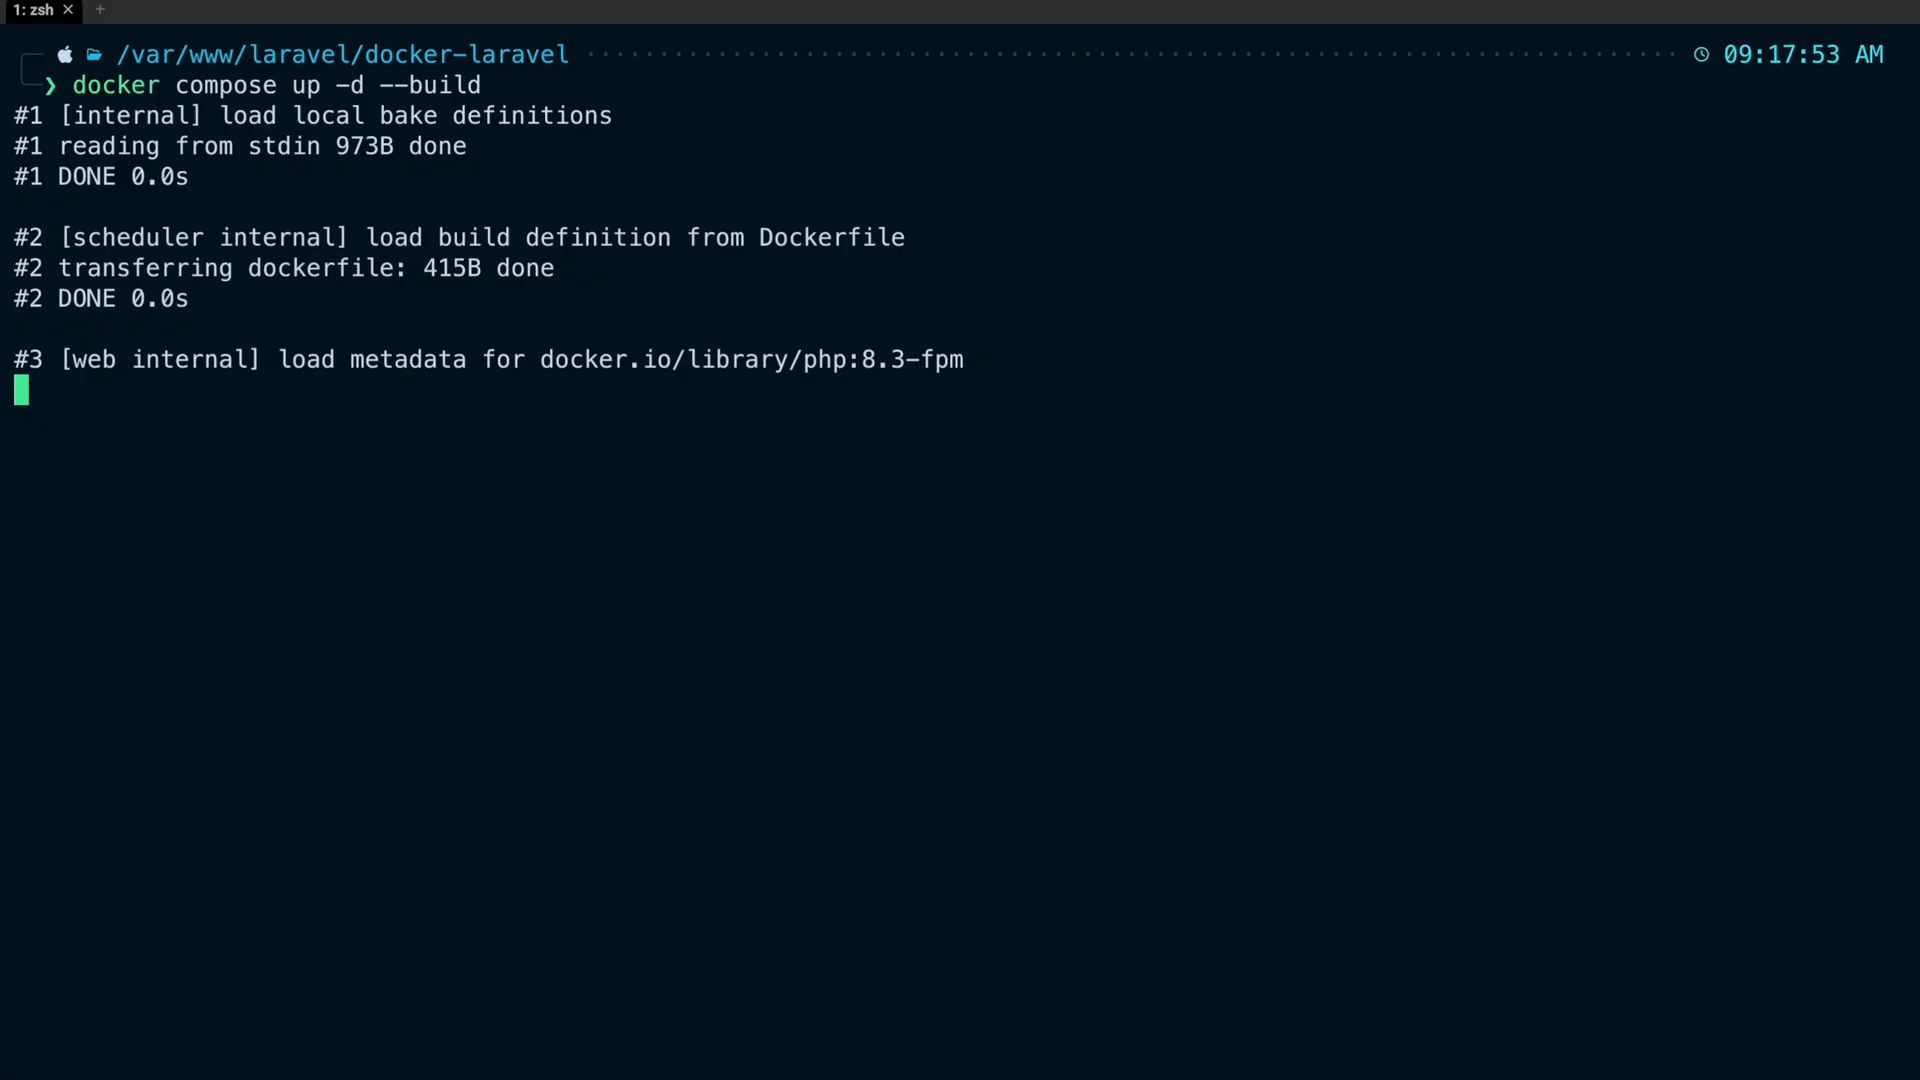 1: zsh ✕ +
/var/www/laravel/docker-laravel 09:17:53 AM
❯ docker compose up -d --build
#1 [internal] load local bake definitions
#1 reading from stdin 973B done
#1 DONE 0.0s
#2 [scheduler internal] load build definition from Dockerfile
#2 transferring dockerfile: 415B done
#2 DONE 0.0s
#3 [web internal] load metadata for docker.io/library/php:8.3-fpm